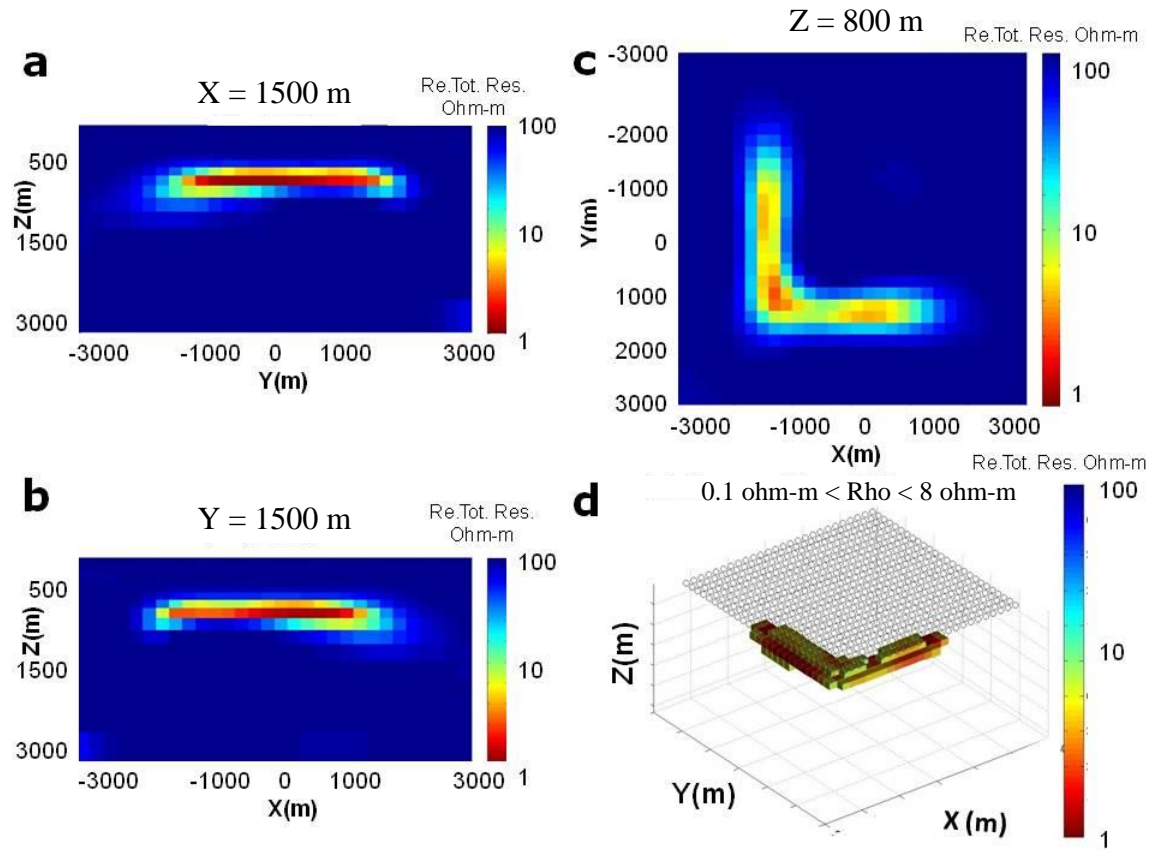 a
X = 1500 m
Re.Tot. Res.
Ohm-m
500
1500
3000
Z(m)
-3000 -1000 0 1000 3000
Y(m)
100
10
1
b
Y = 1500 m
Re.Tot. Res.
Ohm-m
500
1500
3000
Z(m)
-3000 -1000 0 1000 3000
X(m)
100
10
1
c
Z = 800 m
Re.Tot. Res. Ohm-m
-3000
-2000
-1000
0
1000
2000
3000
Y(m)
-3000 -1000 0 1000 3000
X(m)
100
10
1
d
Re.Tot. Res. Ohm-m
0.1 ohm-m < Rho < 8 ohm-m
Z(m)
Y(m)
X (m)
100
10
1